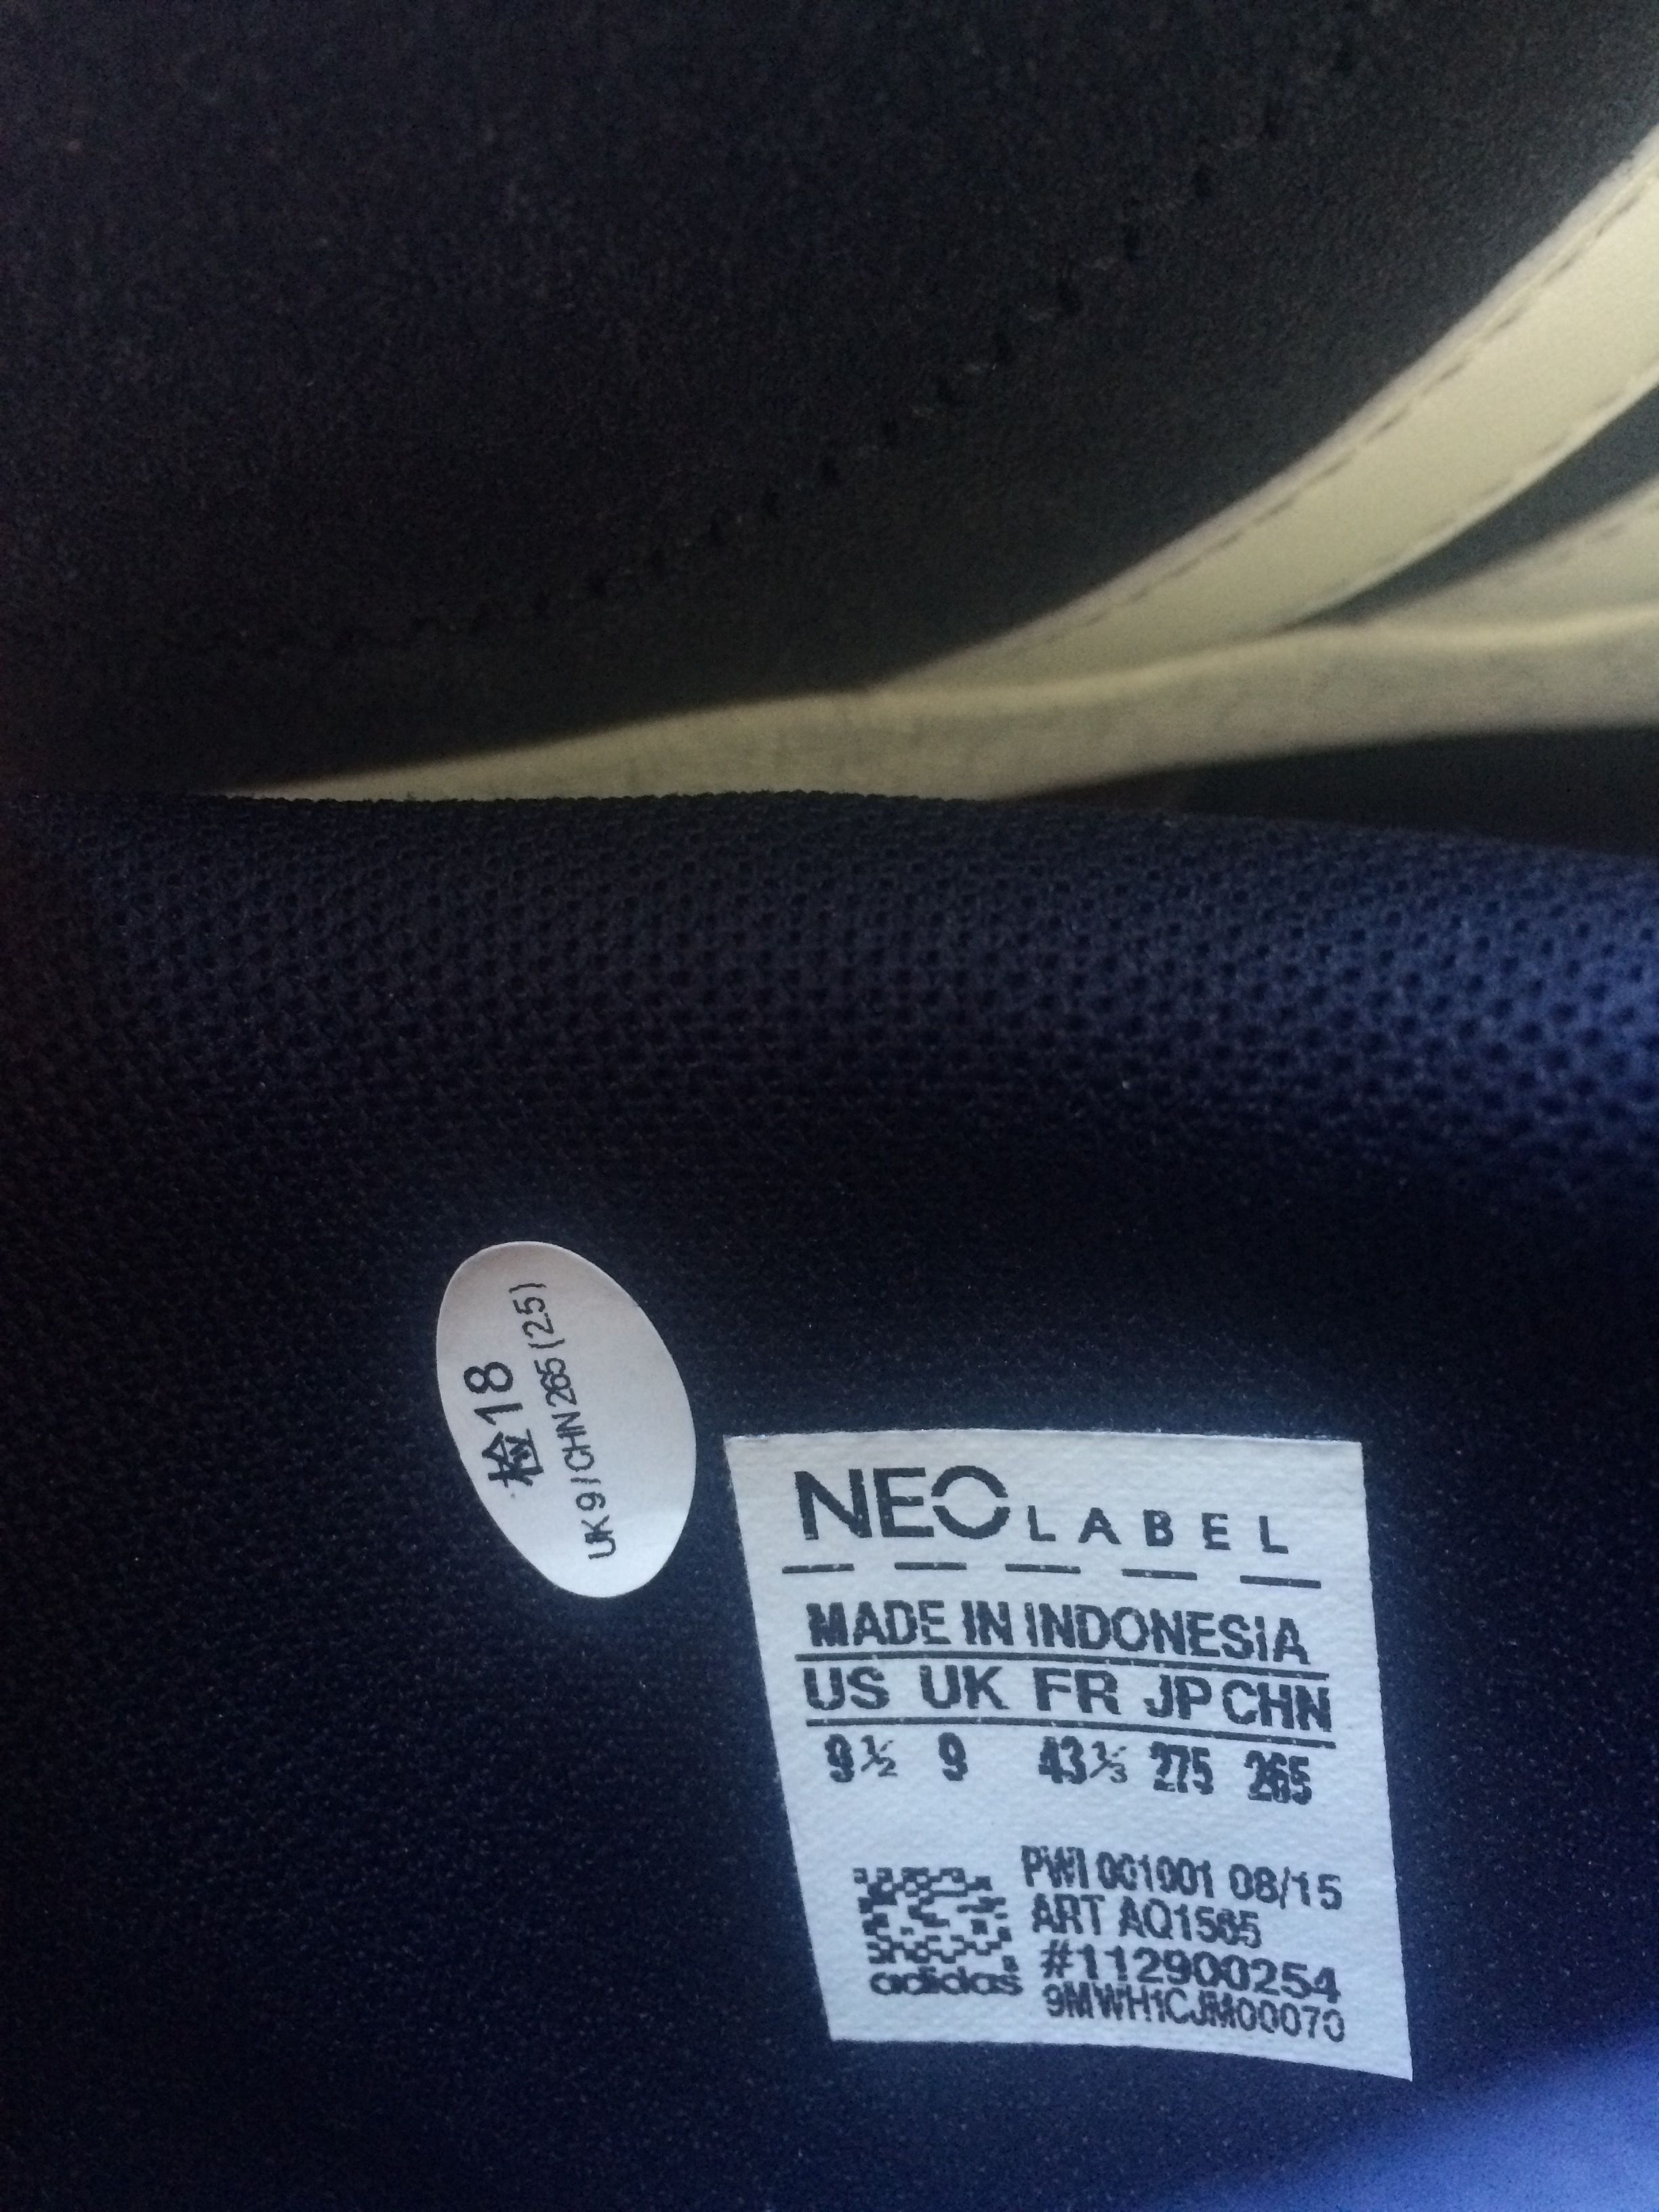 检18
UK 9 / CHN 265 (2.5)
NEO LABEL
MADE IN INDONESIA
US UK FR JP CHN
9½ 9 43⅓ 275 265
PWI 001001 08/15
ART AQ1565
#112900254
9MWH1CJM00070
adidas